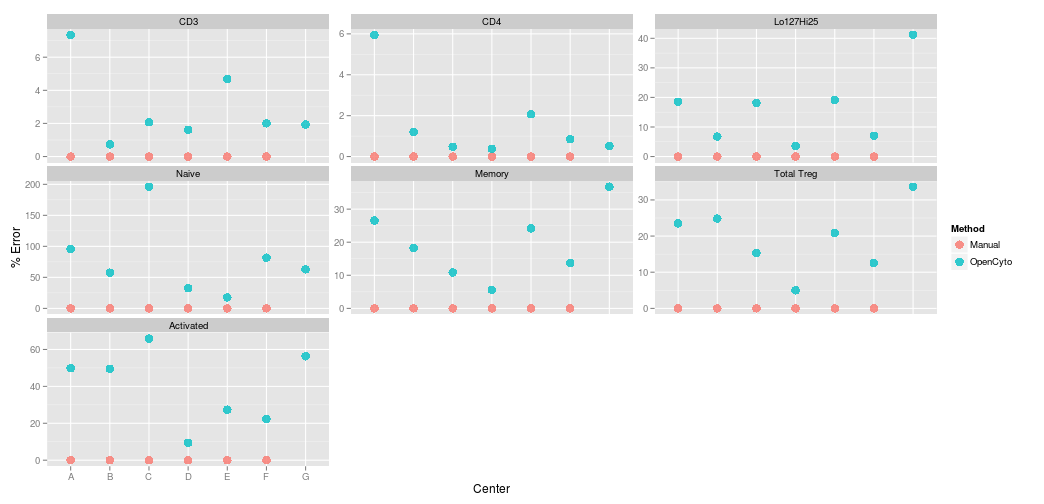 CD3
CD4
Lo127Hi25
6
4
2
0
6
4
2
0
40
30
20
10
0
Naive
Memory
Total Treg
200
150
100
50
0
30
20
10
0
30
20
10
0
% Error
Method
Manual
OpenCyto
Activated
60
40
20
0
A B C D E F G
Center